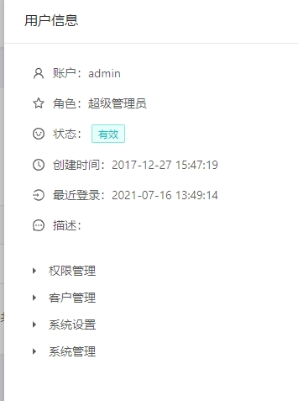 用户信息
账户：admin
角色：超级管理员
状态：有效
创建时间：2017-12-27 15:47:19
最近登录：2021-07-16 13:49:14
描述：
权限管理
客户管理
系统设置
系统管理